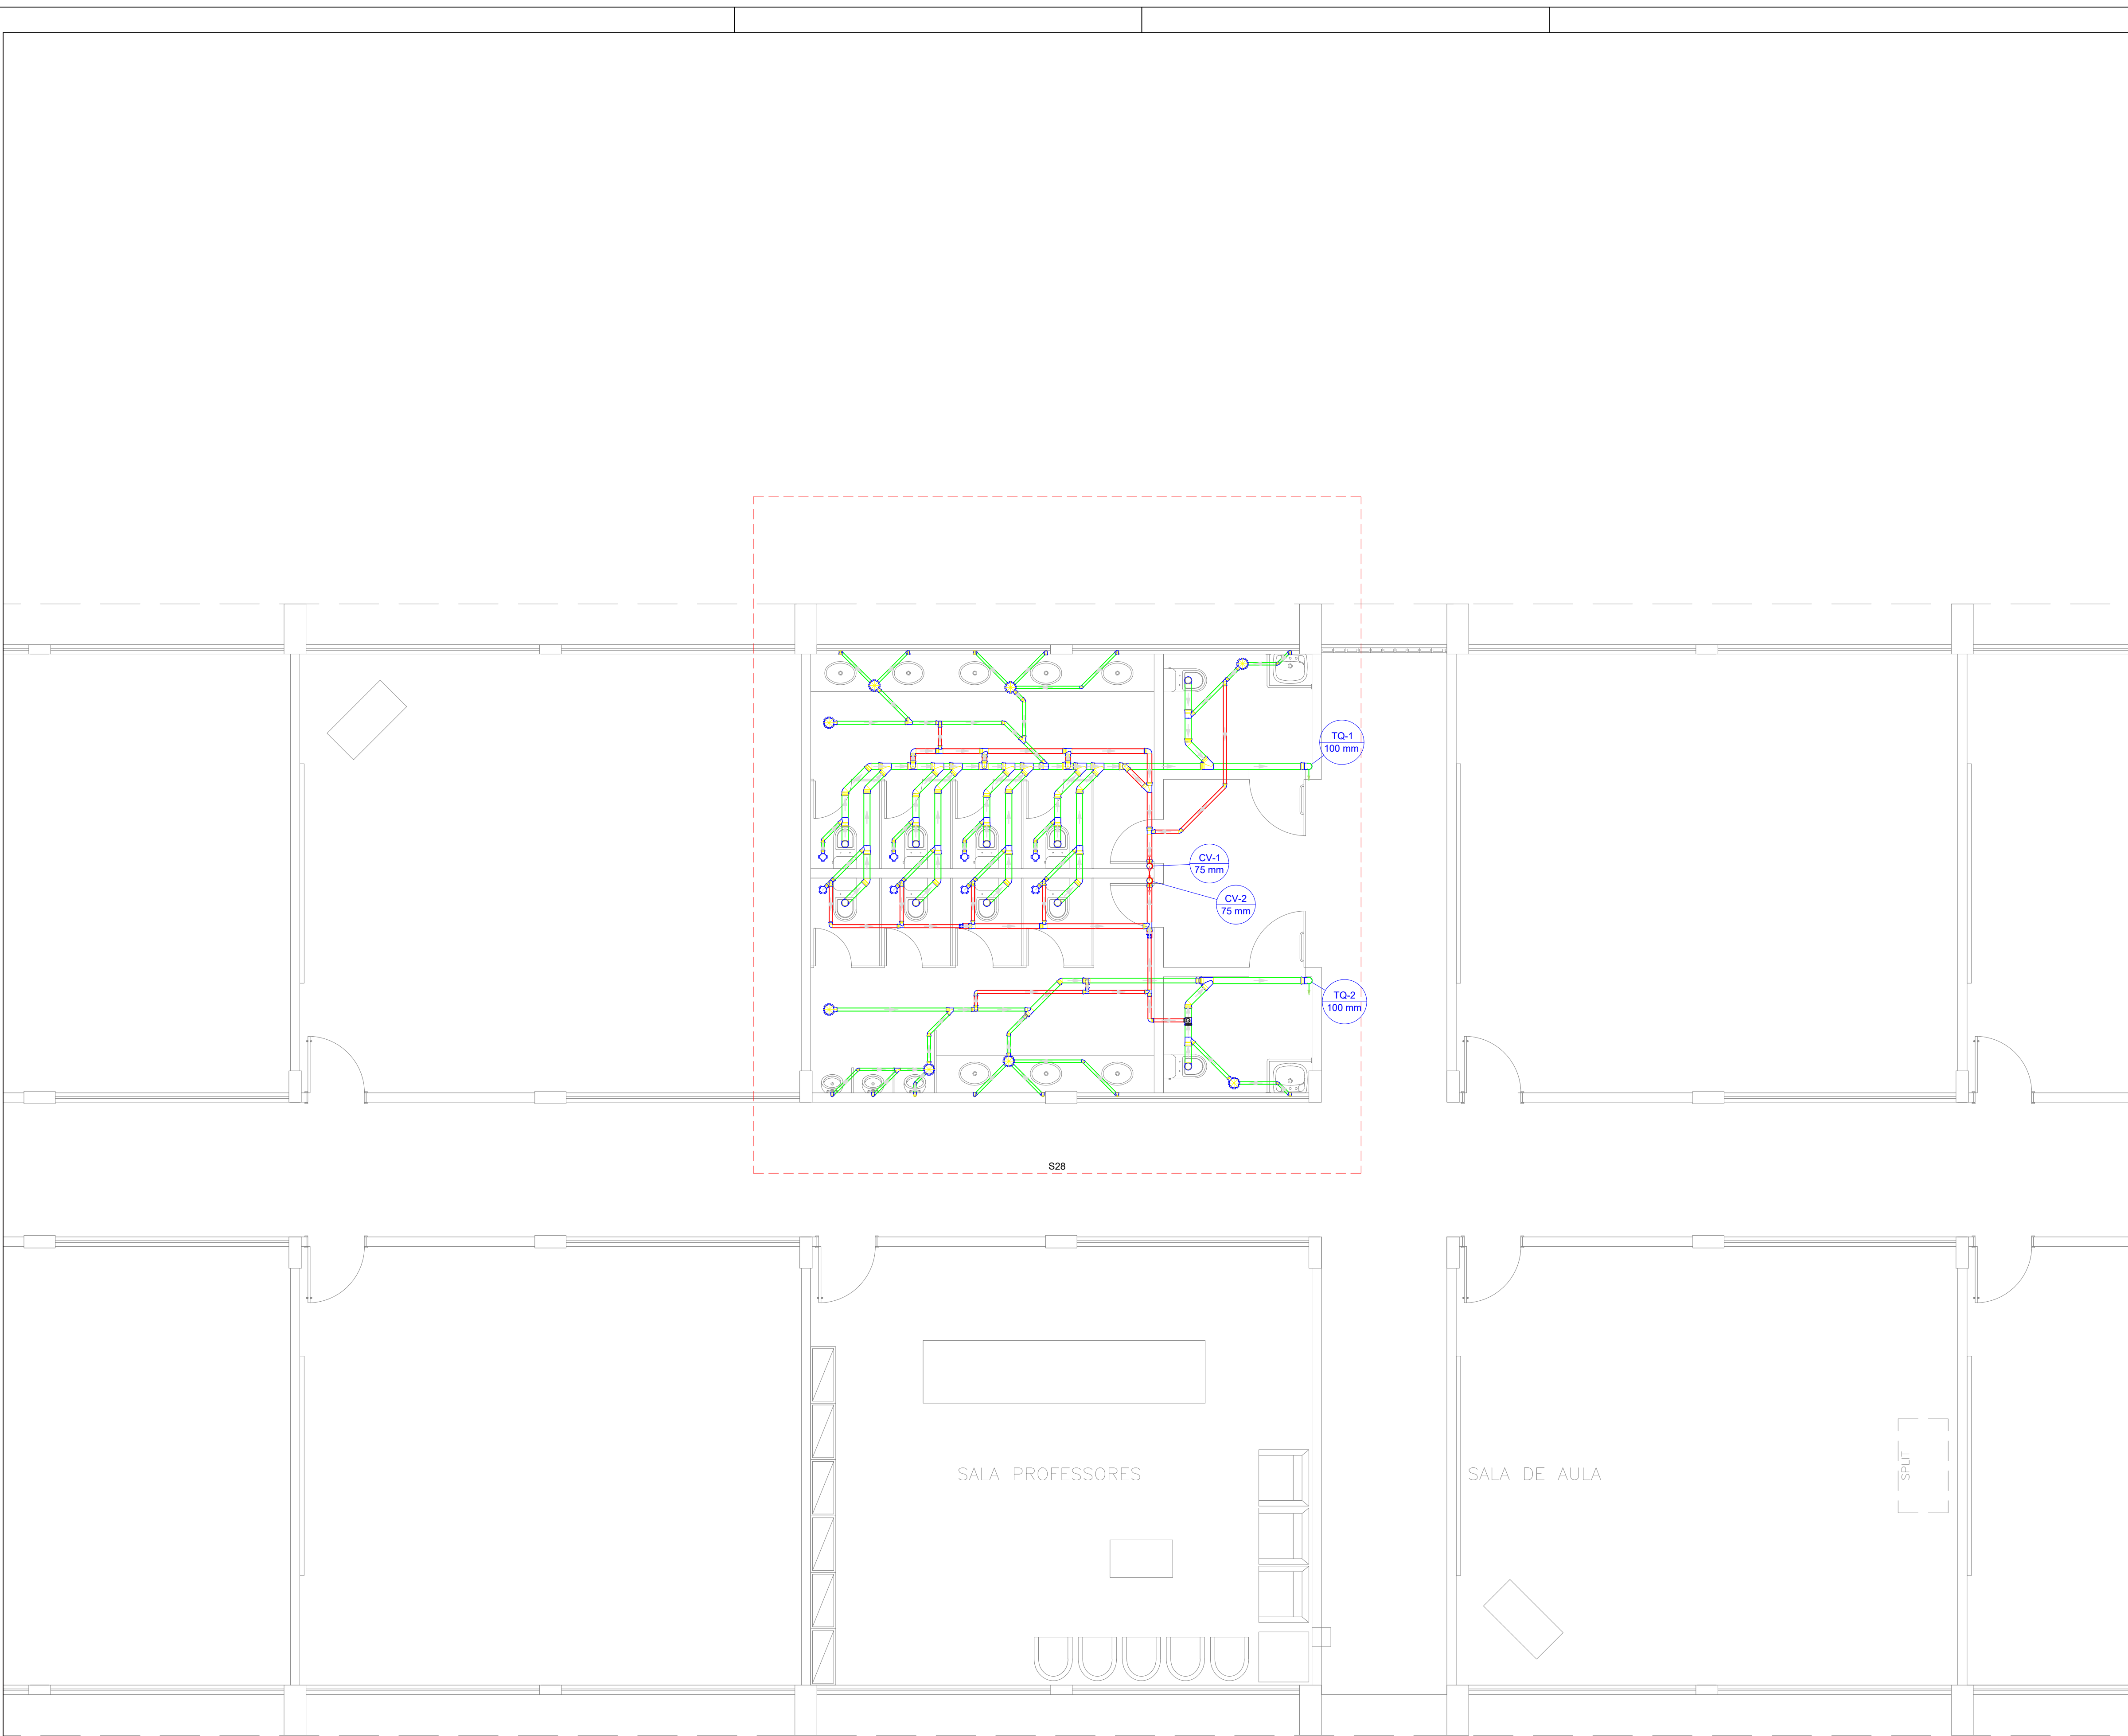 TQ-1
100 mm
CV-1
75 mm
CV-2
75 mm
TQ-2
100 mm
S28
SALA PROFESSORES
SALA DE AULA
SPLIT